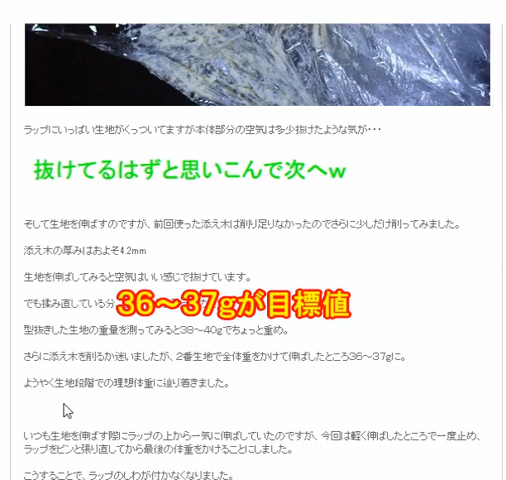 ラップにいっぱい生地がくっついてますが本体部分の空気は多少抜けたような気が・・・
抜けてるはずと思いこんで次へw
そして生地を伸ばすのですが、前回使った添え木は削り足りなかったのでさらに少しだけ削ってみました。
添え木の厚みはおよそ4.2mm
生地を伸ばしてみると空気はいい感じで抜けています。
でも揉み直している分
36〜37gが目標値
型抜きした生地の重量を測ってみると38〜40gでちょっと重め。
さらに添え木を削るか迷いましたが、2番生地で全体重をかけて伸ばしたところ36〜37gに。
ようやく生地段階での理想体重に辿り着きました。
いつも生地を伸ばす際にラップの上から一気に伸ばしていたのですが、今回は軽く伸ばしたところで一度止め、
ラップをピンと張り直してから最後の体重をかけることにしました。
こうすることで、ラップのしわが付かなくなりました。